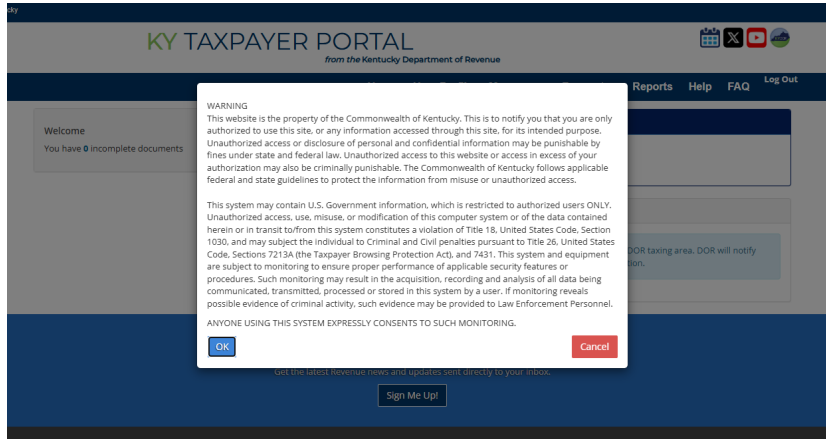 cky
KY TAXPAYER PORTAL
from the Kentucky Department of Revenue
Reports Help FAQ Log Out
Welcome
You have 0 incomplete documents
WARNING
This website is the property of the Commonwealth of Kentucky. This is to notify you that you are only
authorized to use this site, or any information accessed through this site, for its intended purpose.
Unauthorized access or disclosure of personal and confidential information may be punishable by
fines under state and federal law. Unauthorized access to this website or access in excess of your
authorization may also be criminally punishable. The Commonwealth of Kentucky follows applicable
federal and state guidelines to protect the information from misuse or unauthorized access.
This system may contain U.S. Government information, which is restricted to authorized users ONLY.
Unauthorized access, use, misuse, or modification of this computer system or of the data contained
herein or in transit to/from this system constitutes a violation of Title 18, United States Code, Section
1030, and may subject the individual to Criminal and Civil penalties pursuant to Title 26, United States
Code, Sections 7213A (the Taxpayer Browsing Protection Act), and 7431. This system and equipment
are subject to monitoring to ensure proper performance of applicable security features or
procedures. Such monitoring may result in the acquisition, recording and analysis of all data being
communicated, transmitted, processed or stored in this system by a user. If monitoring reveals
possible evidence of criminal activity, such evidence may be provided to Law Enforcement Personnel.
ANYONE USING THIS SYSTEM EXPRESSLY CONSENTS TO SUCH MONITORING.
OK
Cancel
DOR taxing area. DOR will notify
tion.
Get the latest Revenue news and updates sent directly to your inbox.
Sign Me Up!